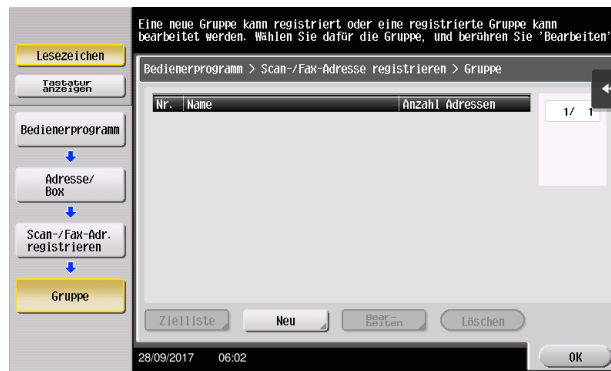 Eine neue Gruppe kann registriert oder eine registrierte Gruppe kann
bearbeitet werden. Wählen Sie dafür die Gruppe, und berühren Sie 'Bearbeiten'
Lesezeichen
Tastatur
anzeigen
Bedienerprogramm > Scan-/Fax-Adresse registrieren > Gruppe
Nr. Name Anzahl Adressen
1/ 1
Bedienerprogramm
Adresse/
Box
Scan-/Fax-Adr.
registrieren
Gruppe
Zielliste
Neu
Bear-
beiten
Löschen
28/09/2017 06:02
OK